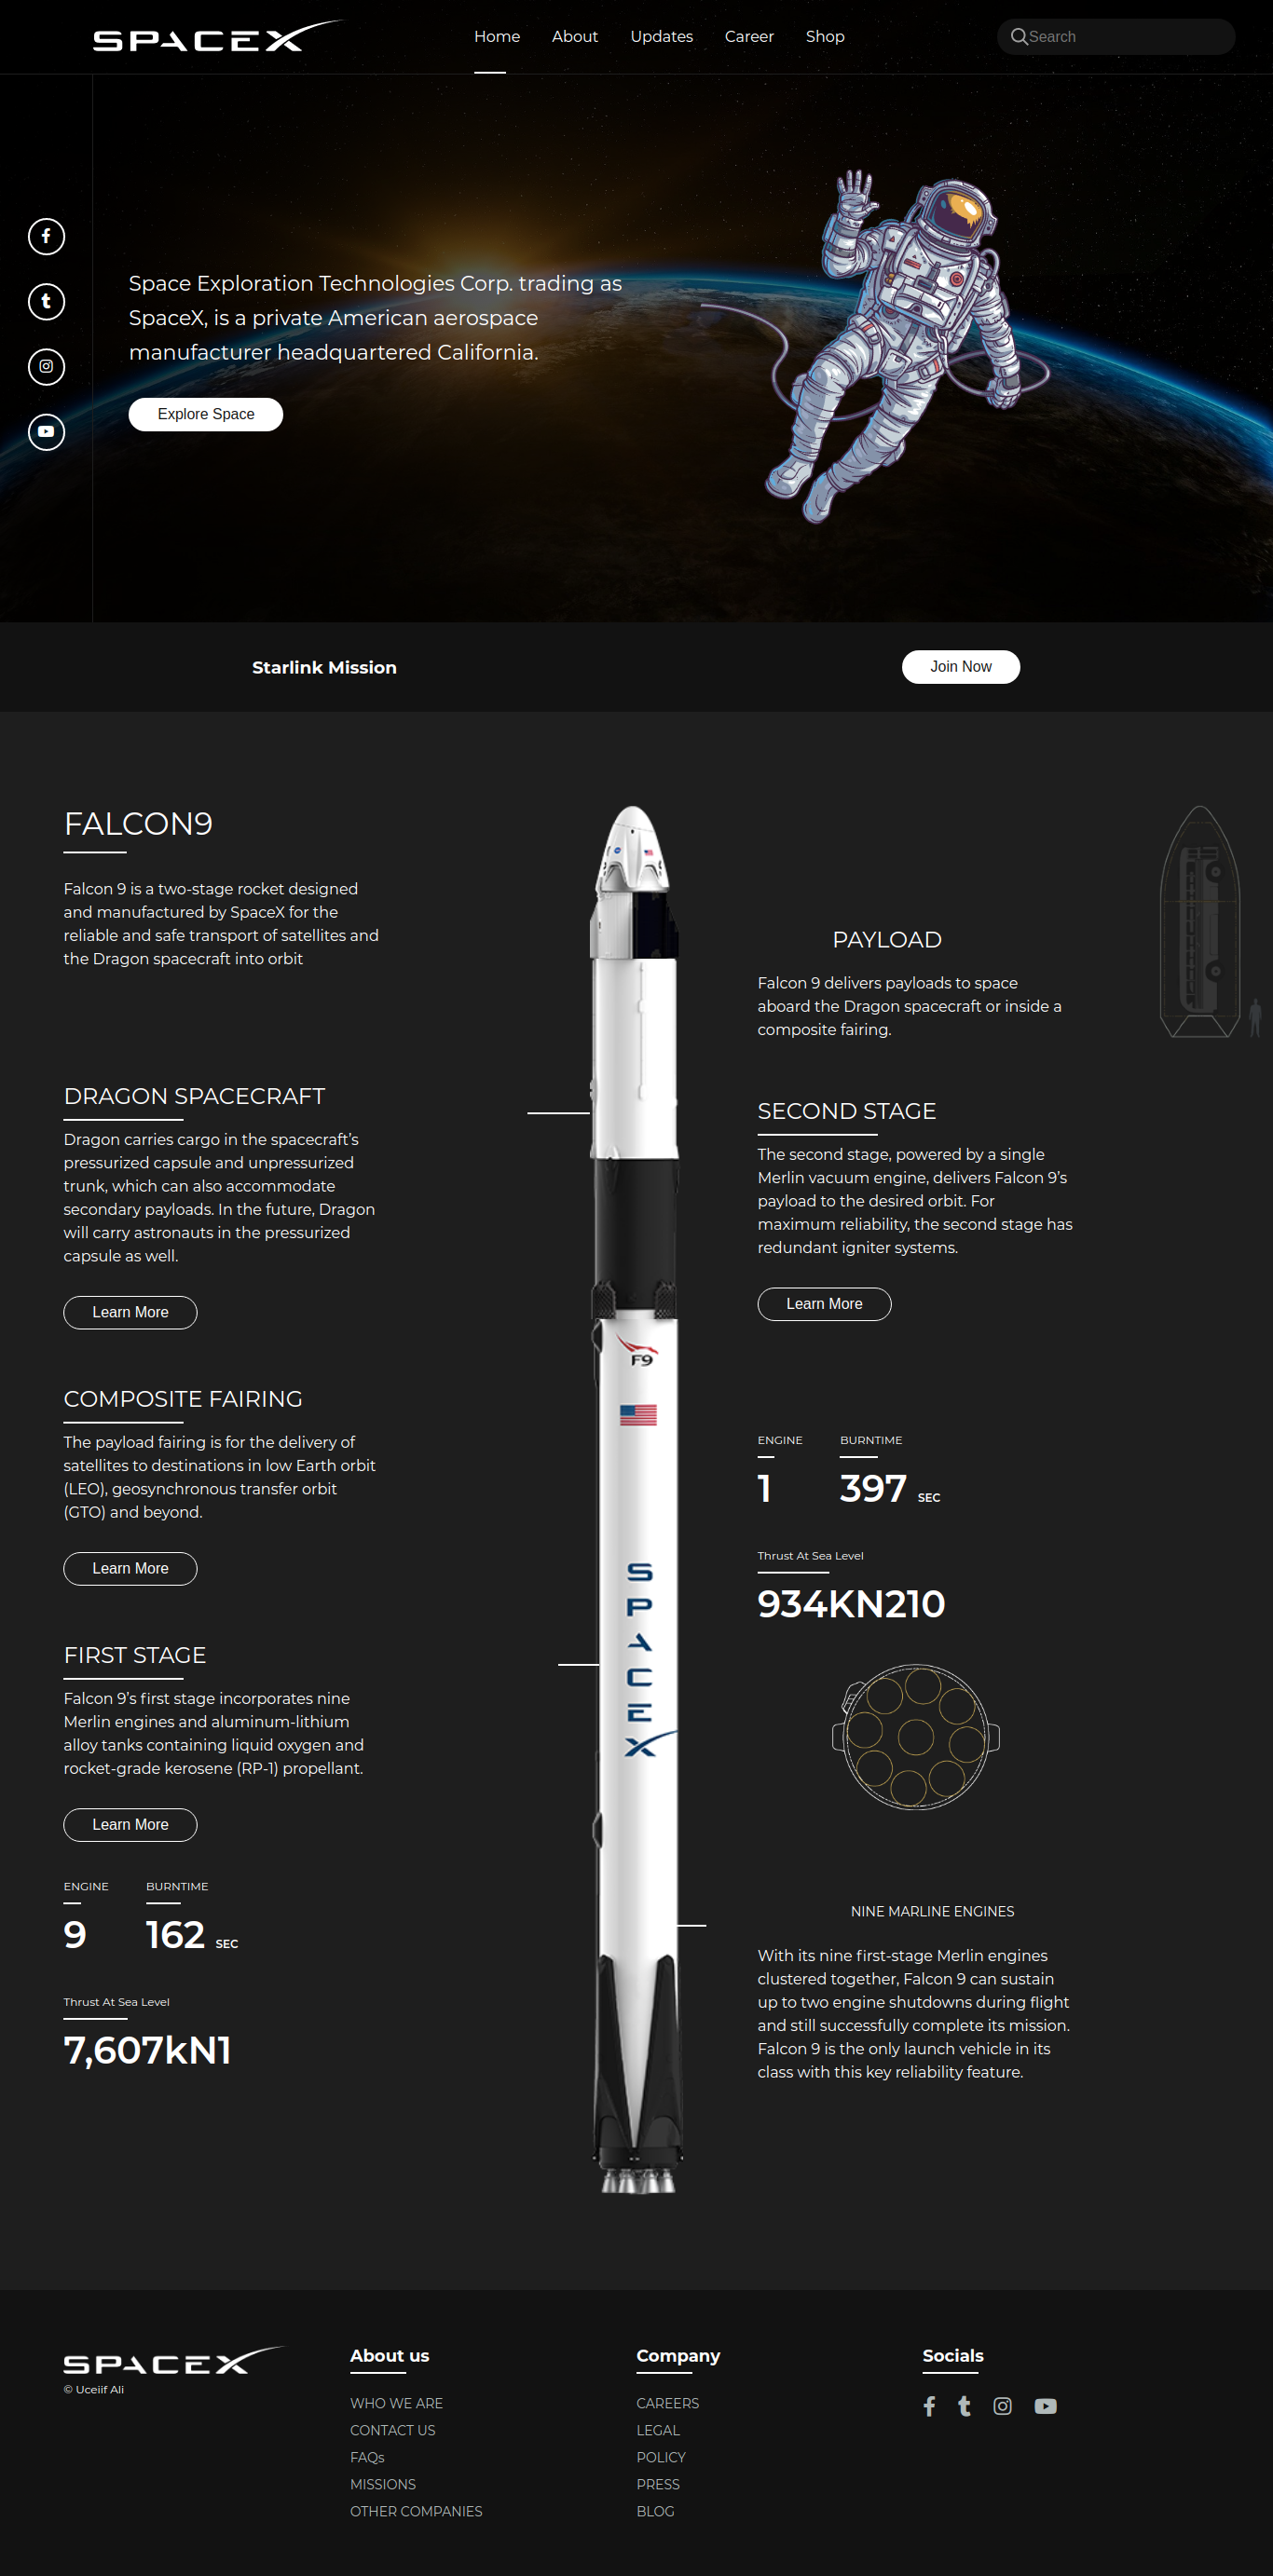 SPACEX
Home About Updates Career Shop
Search
Space Exploration Technologies Corp. trading as
SpaceX, is a private American aerospace
manufacturer headquartered California.
Explore Space
Starlink Mission
Join Now
FALCON9
Falcon 9 is a two-stage rocket designed
and manufactured by SpaceX for the
reliable and safe transport of satellites and
the Dragon spacecraft into orbit
DRAGON SPACECRAFT
Dragon carries cargo in the spacecraft’s
pressurized capsule and unpressurized
trunk, which can also accommodate
secondary payloads. In the future, Dragon
will carry astronauts in the pressurized
capsule as well.
Learn More
COMPOSITE FAIRING
The payload fairing is for the delivery of
satellites to destinations in low Earth orbit
(LEO), geosynchronous transfer orbit
(GTO) and beyond.
Learn More
FIRST STAGE
Falcon 9’s first stage incorporates nine
Merlin engines and aluminum-lithium
alloy tanks containing liquid oxygen and
rocket-grade kerosene (RP-1) propellant.
Learn More
ENGINE BURNTIME
9 162 SEC
Thrust At Sea Level
7,607kN1
F9
SPACEX
PAYLOAD
Falcon 9 delivers payloads to space
aboard the Dragon spacecraft or inside a
composite fairing.
SECOND STAGE
The second stage, powered by a single
Merlin vacuum engine, delivers Falcon 9’s
payload to the desired orbit. For
maximum reliability, the second stage has
redundant igniter systems.
Learn More
ENGINE BURNTIME
1 397 SEC
Thrust At Sea Level
934KN210
NINE MARLINE ENGINES
With its nine first-stage Merlin engines
clustered together, Falcon 9 can sustain
up to two engine shutdowns during flight
and still successfully complete its mission.
Falcon 9 is the only launch vehicle in its
class with this key reliability feature.
SPACEX
© Uceiif Ali
About us
WHO WE ARE
CONTACT US
FAQs
MISSIONS
OTHER COMPANIES
Company
CAREERS
LEGAL
POLICY
PRESS
BLOG
Socials